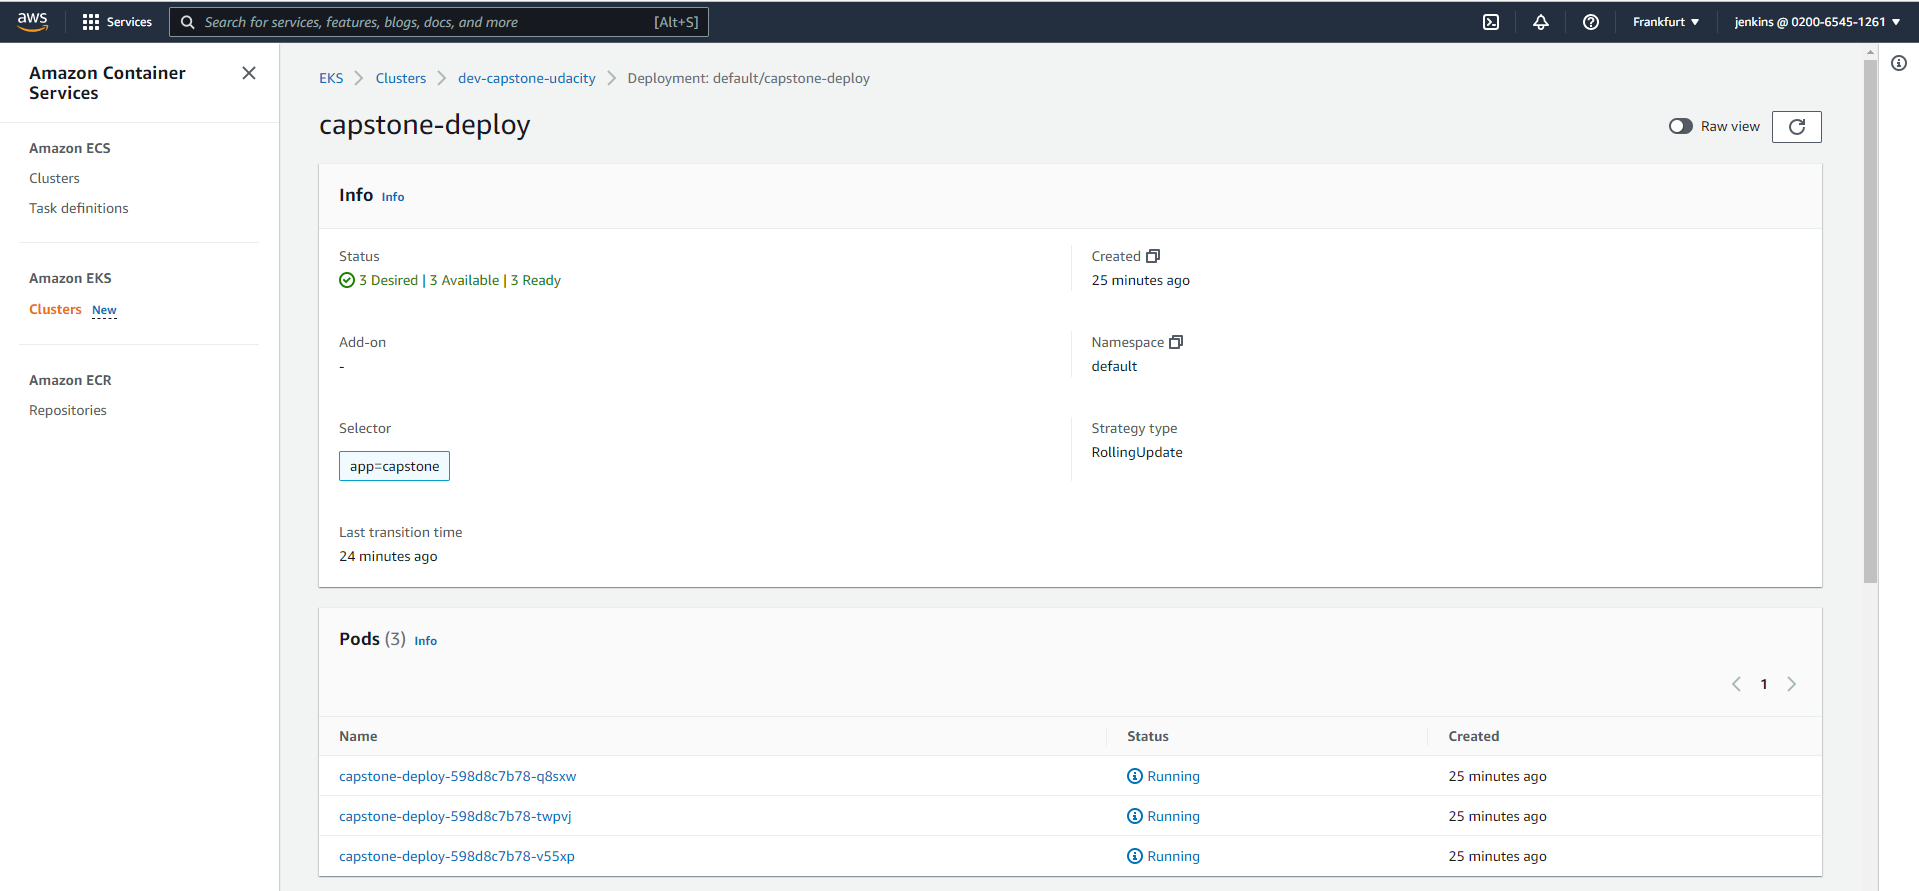 aws
Services
Search for services, features, blogs, docs, and more [Alt+S]
Frankfurt
jenkins @ 0200-6545-1261
Amazon Container
Services
Amazon ECS
Clusters
Task definitions
Amazon EKS
Clusters New
Amazon ECR
Repositories
EKS Clusters dev-capstone-udacity Deployment: default/capstone-deploy
capstone-deploy
Raw view
Info Info
Status
3 Desired | 3 Available | 3 Ready
Created
25 minutes ago
Add-on
-
Namespace
default
Selector
app=capstone
Strategy type
RollingUpdate
Last transition time
24 minutes ago
Pods (3) Info
1
Name Status Created
capstone-deploy-598d8c7b78-q8sxw Running 25 minutes ago
capstone-deploy-598d8c7b78-twpvj Running 25 minutes ago
capstone-deploy-598d8c7b78-v55xp Running 25 minutes ago